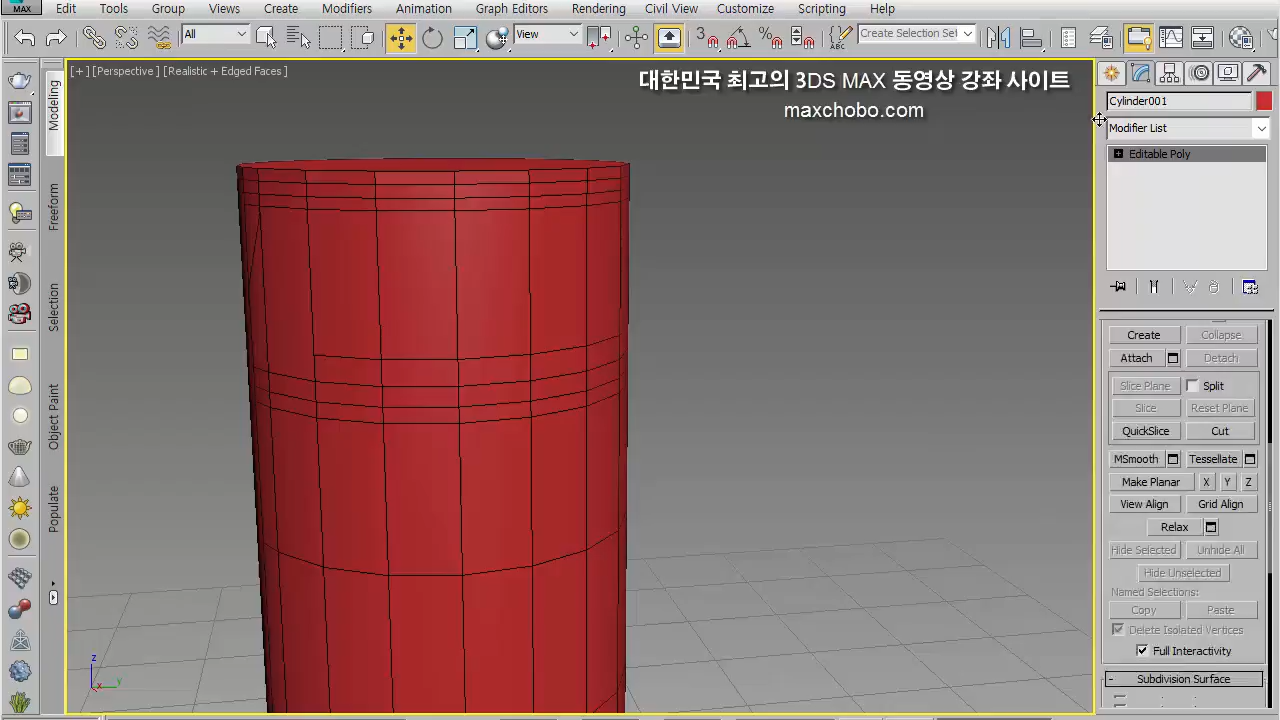 MAX
Edit Tools Group Views Create Modifiers Animation Graph Editors Rendering Civil View Customize Scripting Help
All
View
3
Create Selection Set
[+] [Perspective] [Realistic + Edged Faces]
대한민국 최고의 3DS MAX 동영상 강좌 사이트
maxchobo.com
Modeling
Freeform
Selection
Object Paint
Populate
z
x
y
Cylinder001
Modifier List
Editable Poly
Create Collapse
Attach Detach
Slice Plane Split
Slice Reset Plane
QuickSlice Cut
MSmooth Tessellate
Make Planar X Y Z
View Align Grid Align
Relax
Hide Selected Unhide All
Hide Unselected
Named Selections:
Copy Paste
Delete Isolated Vertices
Full Interactivity
- Subdivision Surface